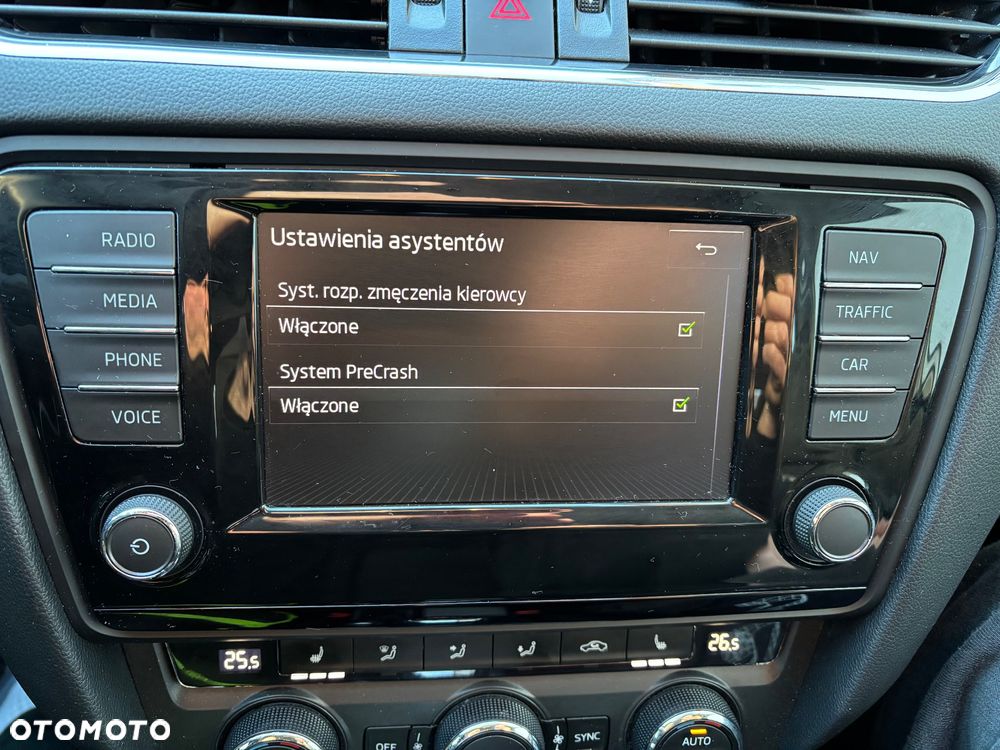 Ustawienia asystentów
Syst. rozp. zmęczenia kierowcy
Włączone
System PreCrash
Włączone
RADIO
MEDIA
PHONE
VOICE
NAV
TRAFFIC
CAR
MENU
25.5
26.5
OFF
SYNC
AUTO
OTOMOTO